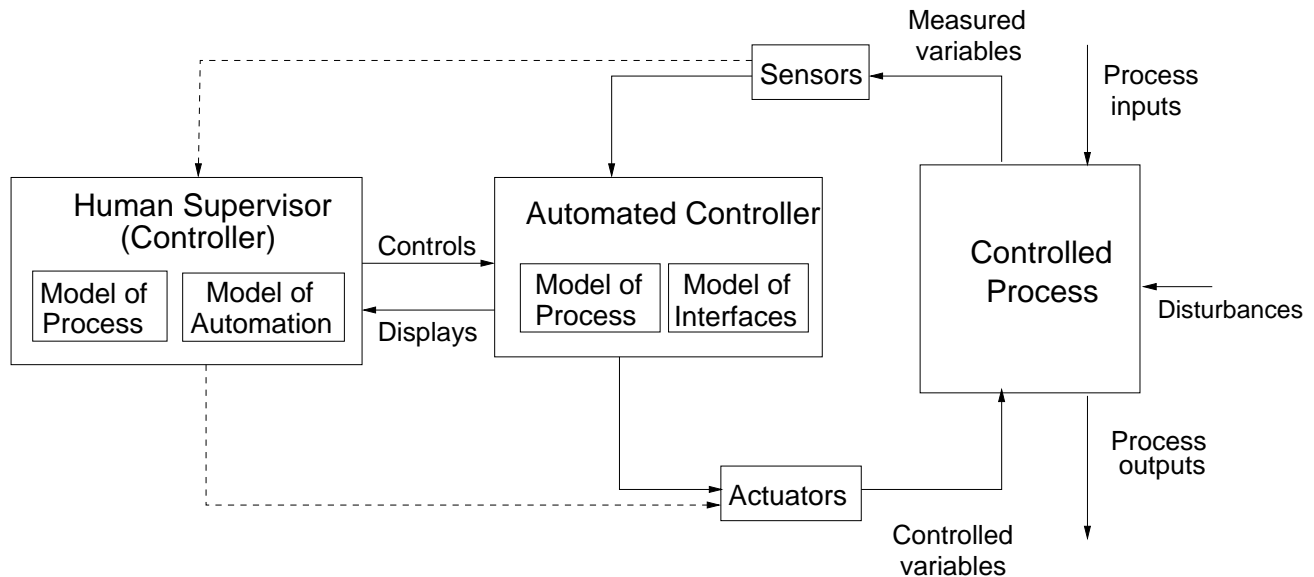 Measured
variables
Sensors
Process
inputs
Human Supervisor
(Controller)
Model of
Process
Model of
Automation
Controls
Displays
Automated Controller
Model of
Process
Model of
Interfaces
Controlled
Process
Disturbances
Process
outputs
Actuators
Controlled
variables